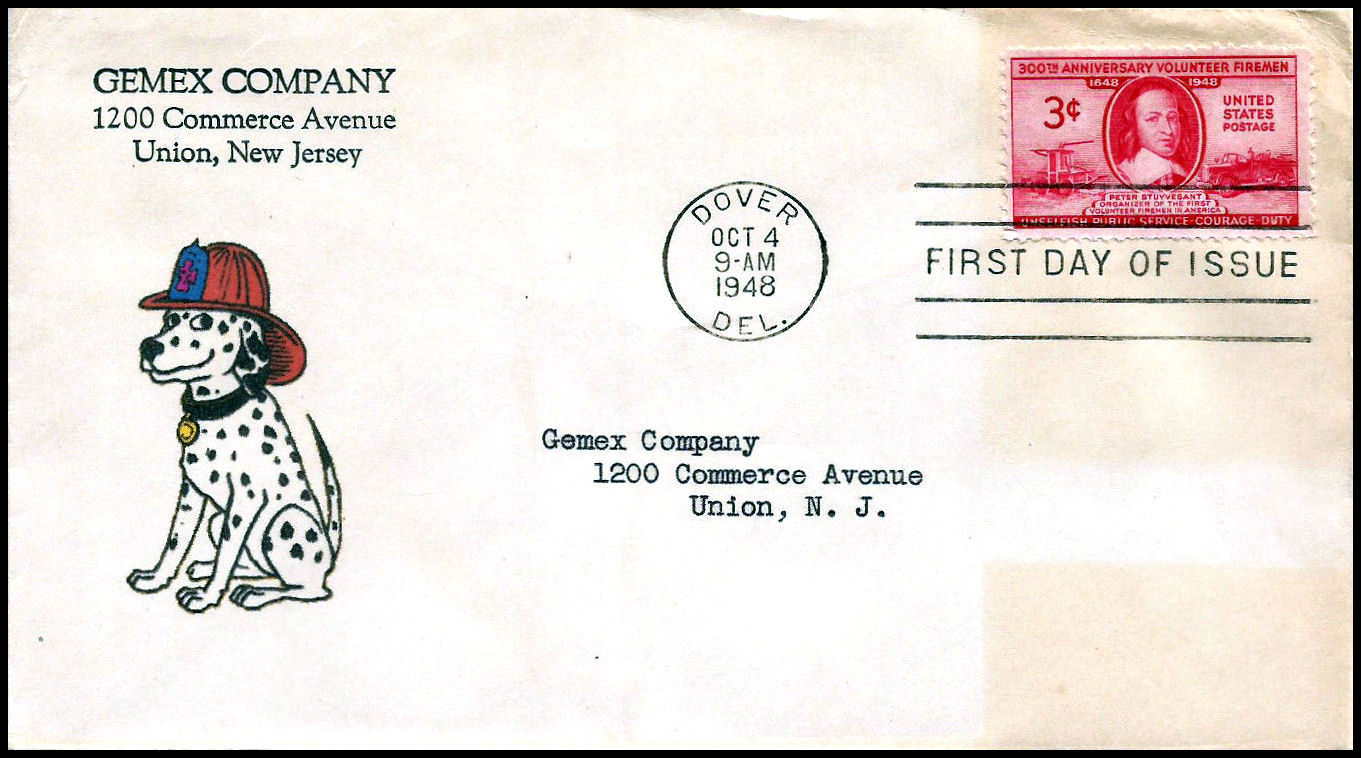 GEMEX COMPANY
1200 Commerce Avenue
Union, New Jersey
300TH ANNIVERSARY VOLUNTEER FIREMEN
1648 1948
3¢
UNITED
STATES
POSTAGE
PETER STUYVESANT
ORGANIZER OF THE FIRST
VOLUNTEER FIREMEN IN AMERICA
UNSELFISH PUBLIC SERVICE·COURAGE·DUTY
DOVER
OCT 4
9-AM
1948
DEL.
FIRST DAY OF ISSUE
Gemex Company
1200 Commerce Avenue
Union, N. J.